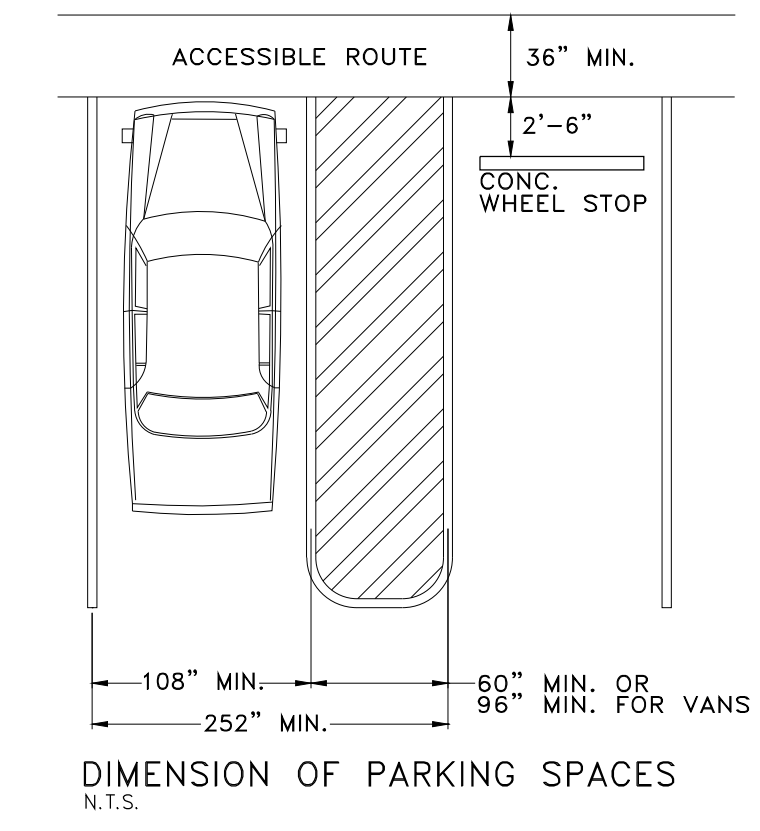 ACCESSIBLE ROUTE
36" MIN.
2'-6"
CONC.
WHEEL STOP
108" MIN.
60" MIN. OR
96" MIN. FOR VANS
252" MIN.
DIMENSION OF PARKING SPACES
N.T.S.